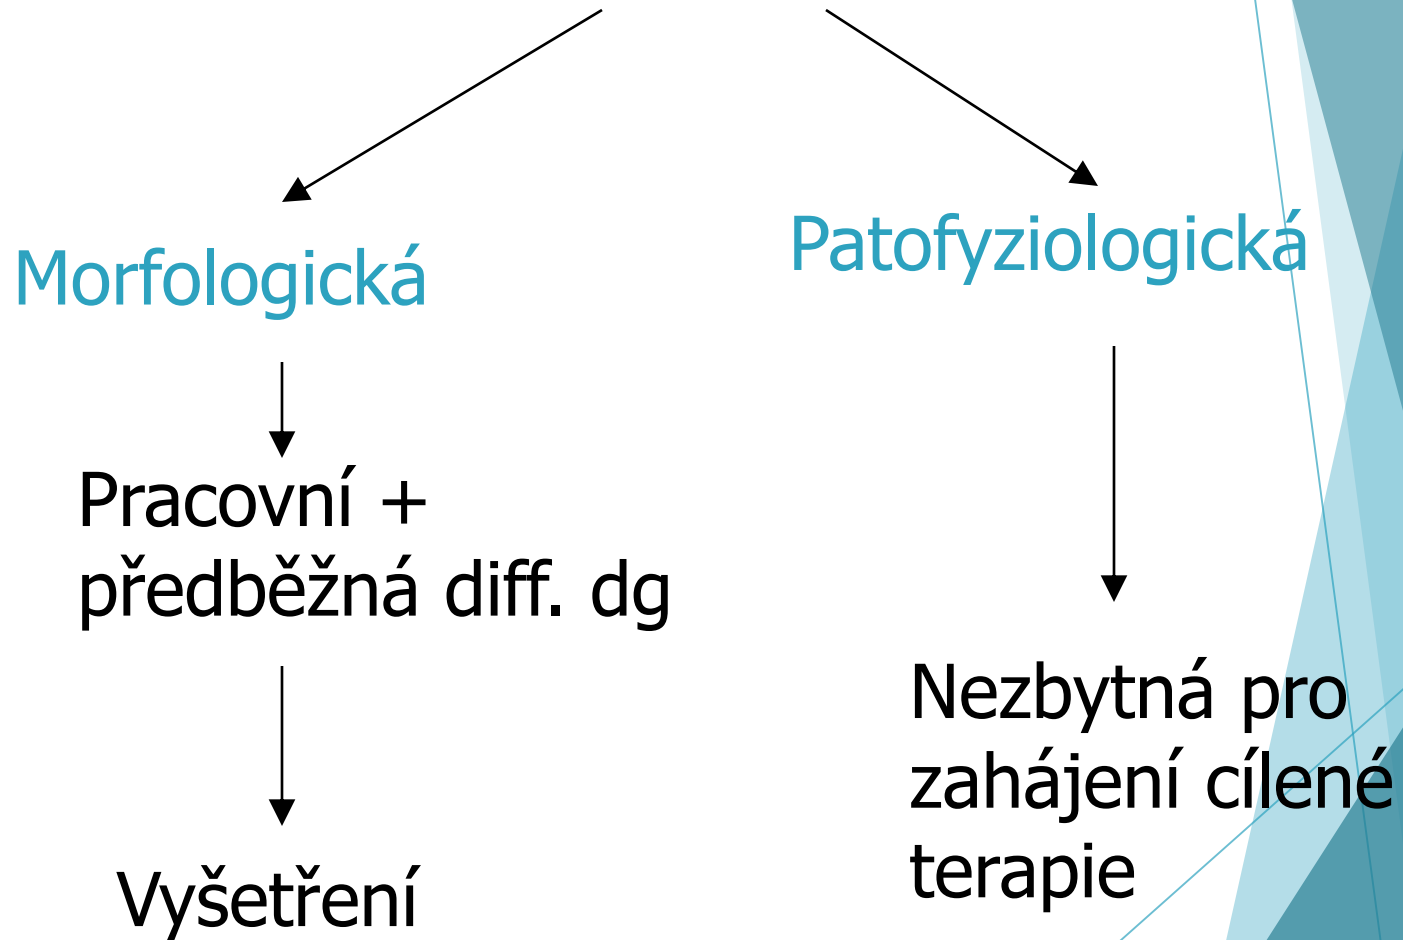 Morfologická
Patofyziologická
Pracovní +
předběžná diff. dg
Vyšetření
Nezbytná pro
zahájení cílené
terapie